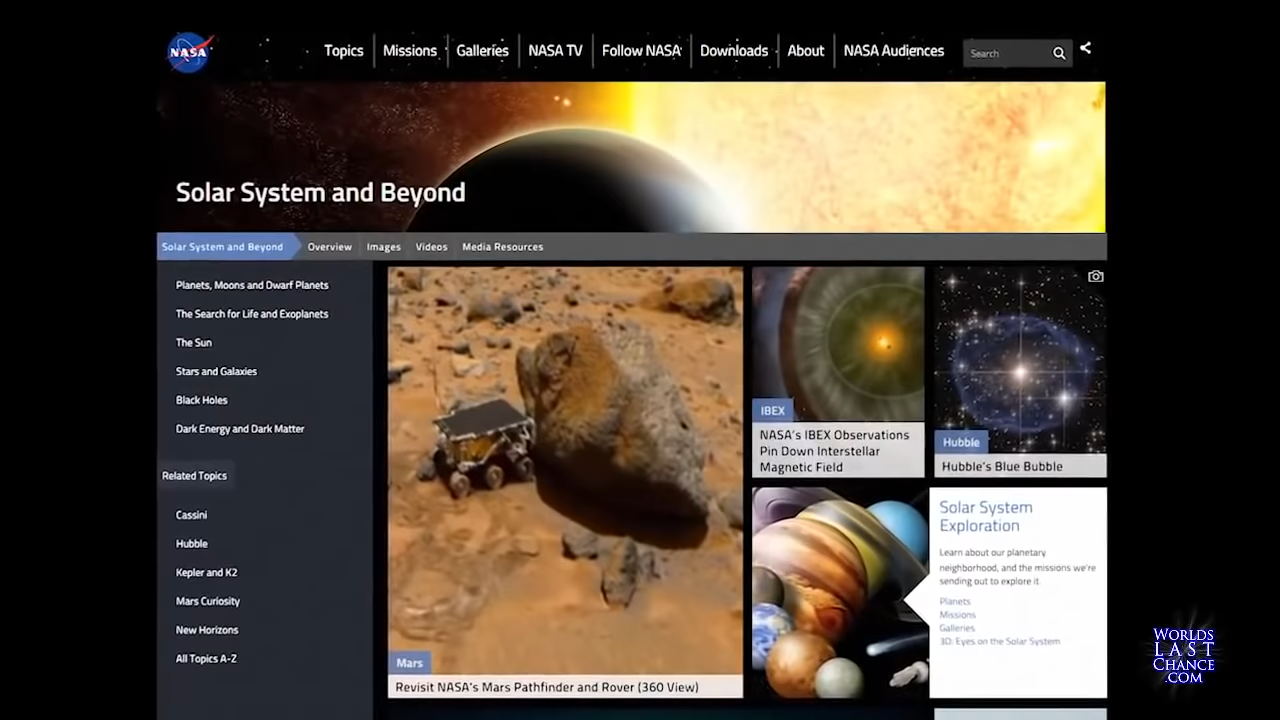 NASA
Topics
Missions
Galleries
NASA TV
Follow NASA
Downloads
About
NASA Audiences
Search
Solar System and Beyond
Solar System and Beyond
Overview
Images
Videos
Media Resources
Planets, Moons and Dwarf Planets
The Search for Life and Exoplanets
The Sun
Stars and Galaxies
Black Holes
Dark Energy and Dark Matter
Related Topics
Cassini
Hubble
Kepler and K2
Mars Curiosity
New Horizons
All Topics A-Z
Mars
Revisit NASA's Mars Pathfinder and Rover (360 View)
IBEX
NASA's IBEX Observations
Pin Down Interstellar
Magnetic Field
Hubble
Hubble's Blue Bubble
Solar System
Exploration
Learn about our planetary
neighborhood, and the missions we're
sending out to explore it
Planets
Missions
Galleries
3D: Eyes on the Solar System
WORLDS
LAST
CHANCE
.COM